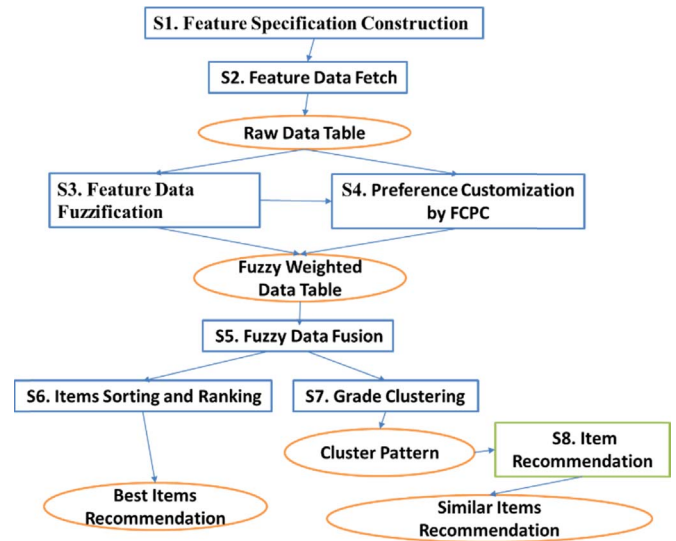 S1. Feature Specification Construction
S2. Feature Data Fetch
Raw Data Table
S3. Feature Data
Fuzzification
S4. Preference Customization
by FCPC
Fuzzy Weighted
Data Table
S5. Fuzzy Data Fusion
S6. Items Sorting and Ranking
S7. Grade Clustering
Cluster Pattern
S8. Item
Recommendation
Best Items
Recommendation
Similar Items
Recommendation